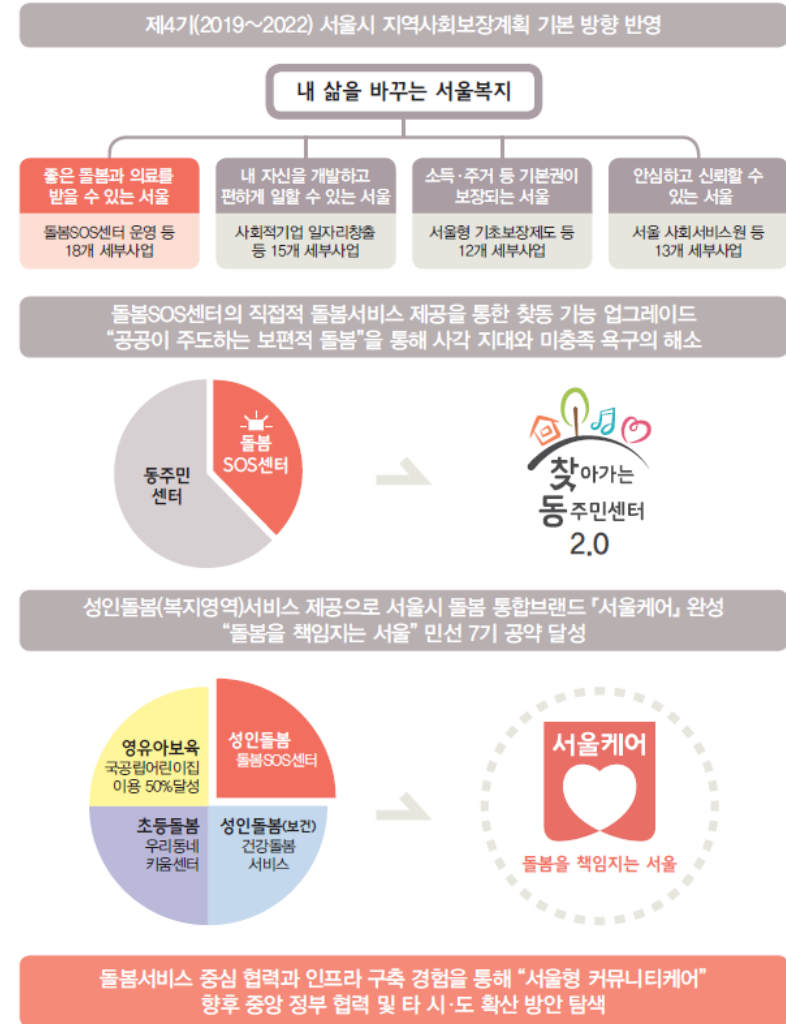 제4기(2019~2022) 서울시 지역사회보장계획 기본 방향 반영
내 삶을 바꾸는 서울복지
좋은 돌봄과 의료를
받을 수 있는 서울
돌봄SOS센터 운영 등
18개 세부사업
내 자신을 개발하고
편하게 일할 수 있는 서울
사회적기업 일자리창출
등 15개 세부사업
소득·주거 등 기본권이
보장되는 서울
서울형 기초보장제도 등
12개 세부사업
안심하고 신뢰할 수
있는 서울
서울 사회서비스원 등
13개 세부사업
돌봄SOS센터의 직접적 돌봄서비스 제공을 통한 찾동 기능 업그레이드
“공공이 주도하는 보편적 돌봄”을 통해 사각 지대와 미충족 욕구의 해소
동주민
센터
돌봄
SOS센터
찾아가는
동주민센터
2.0
성인돌봄(복지영역)서비스 제공으로 서울시 돌봄 통합브랜드 『서울케어』 완성
“돌봄을 책임지는 서울” 민선 7기 공약 달성
영유아보육
국공립어린이집
이용 50%달성
성인돌봄
돌봄SOS센터
초등돌봄
우리동네
키움센터
성인돌봄(보건)
건강돌봄
서비스
서울케어
돌봄을 책임지는 서울
돌봄서비스 중심 협력과 인프라 구축 경험을 통해 “서울형 커뮤니티케어”
향후 중앙 정부 협력 및 타 시·도 확산 방안 탐색